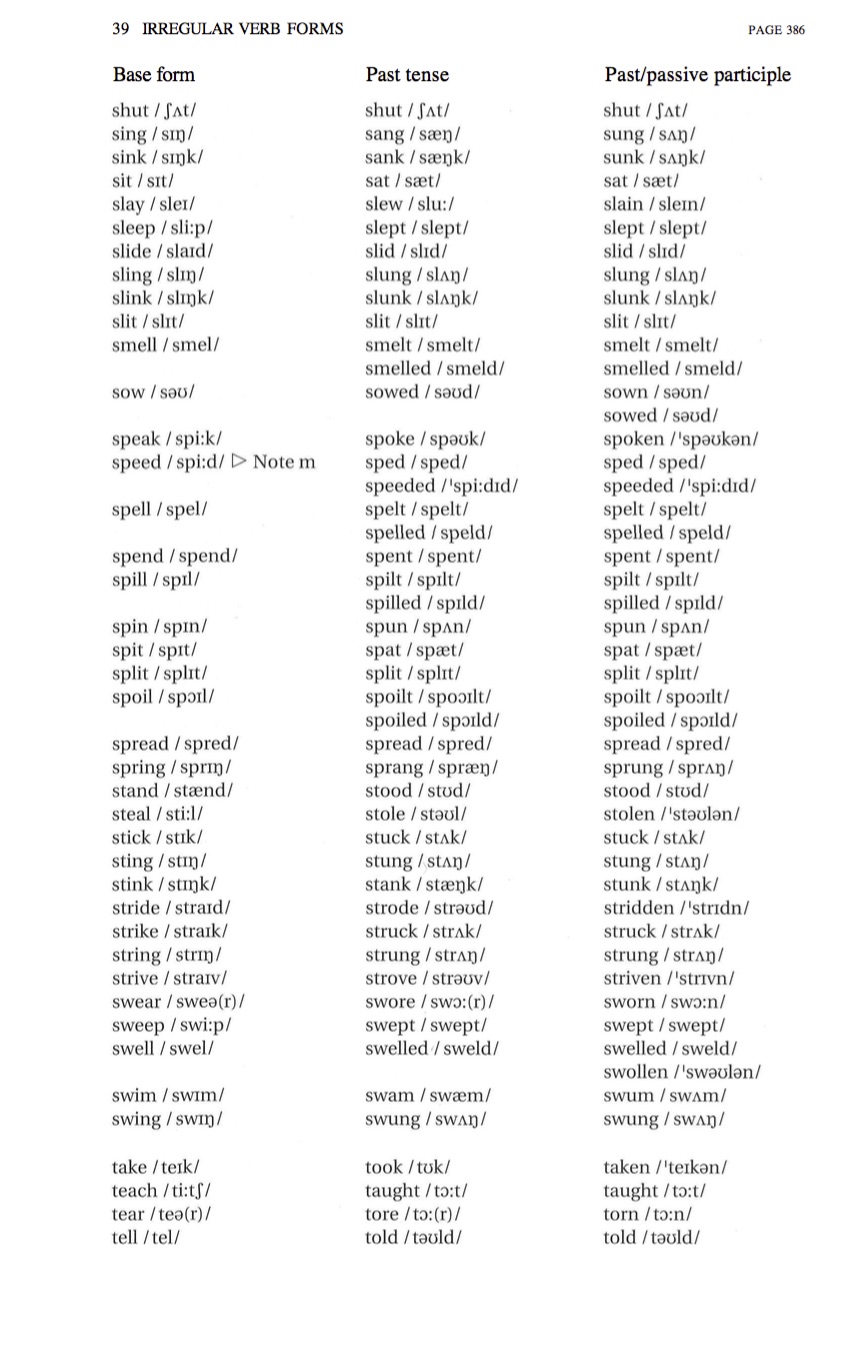 39 IRREGULAR VERB FORMS PAGE 386
Base form Past tense Past/passive participle
shut /ʃʌt/ shut /ʃʌt/ shut /ʃʌt/
sing /sɪŋ/ sang /sæŋ/ sung /sʌŋ/
sink /sɪŋk/ sank /sæŋk/ sunk /sʌŋk/
sit /sɪt/ sat /sæt/ sat /sæt/
slay /sleɪ/ slew /slu:/ slain /sleɪn/
sleep /sli:p/ slept /slept/ slept /slept/
slide /slaɪd/ slid /slɪd/ slid /slɪd/
sling /slɪŋ/ slung /slʌŋ/ slung /slʌŋ/
slink /slɪŋk/ slunk /slʌŋk/ slunk /slʌŋk/
slit /slɪt/ slit /slɪt/ slit /slɪt/
smell /smel/ smelt /smelt/ smelt /smelt/
smelled /smeld/ smelled /smeld/
sow /səʊ/ sowed /səʊd/ sown /səʊn/
sowed /səʊd/
speak /spi:k/ spoke /spəʊk/ spoken /'spəʊkən/
speed /spi:d/ ▷ Note m sped /sped/ sped /sped/
speeded /'spi:dɪd/ speeded /'spi:dɪd/
spell /spel/ spelt /spelt/ spelt /spelt/
spelled /speld/ spelled /speld/
spend /spend/ spent /spent/ spent /spent/
spill /spɪl/ spilt /spɪlt/ spilt /spɪlt/
spilled /spɪld/ spilled /spɪld/
spin /spɪn/ spun /spʌn/ spun /spʌn/
spit /spɪt/ spat /spæt/ spat /spæt/
split /splɪt/ split /splɪt/ split /splɪt/
spoil /spɔɪl/ spoilt /spoɔɪlt/ spoilt /spoɔɪlt/
spoiled /spɔɪld/ spoiled /spɔɪld/
spread /spred/ spread /spred/ spread /spred/
spring /sprɪŋ/ sprang /spræŋ/ sprung /sprʌŋ/
stand /stænd/ stood /stʊd/ stood /stʊd/
steal /sti:l/ stole /stəʊl/ stolen /'stəʊlən/
stick /stɪk/ stuck /stʌk/ stuck /stʌk/
sting /stɪŋ/ stung /stʌŋ/ stung /stʌŋ/
stink /stɪŋk/ stank /stæŋk/ stunk /stʌŋk/
stride /straɪd/ strode /strəʊd/ stridden /'strɪdn/
strike /straɪk/ struck /strʌk/ struck /strʌk/
string /strɪŋ/ strung /strʌŋ/ strung /strʌŋ/
strive /straɪv/ strove /strəʊv/ striven /'strɪvn/
swear /sweə(r)/ swore /swɔ:(r)/ sworn /swɔ:n/
sweep /swi:p/ swept /swept/ swept /swept/
swell /swel/ swelled /sweld/ swelled /sweld/
swollen /'swəʊlən/
swim /swɪm/ swam /swæm/ swum /swʌm/
swing /swɪŋ/ swung /swʌŋ/ swung /swʌŋ/
take /teɪk/ took /tʊk/ taken /'teɪkən/
teach /ti:tʃ/ taught /tɔ:t/ taught /tɔ:t/
tear /teə(r)/ tore /tɔ:(r)/ torn /tɔ:n/
tell /tel/ told /təʊld/ told /təʊld/